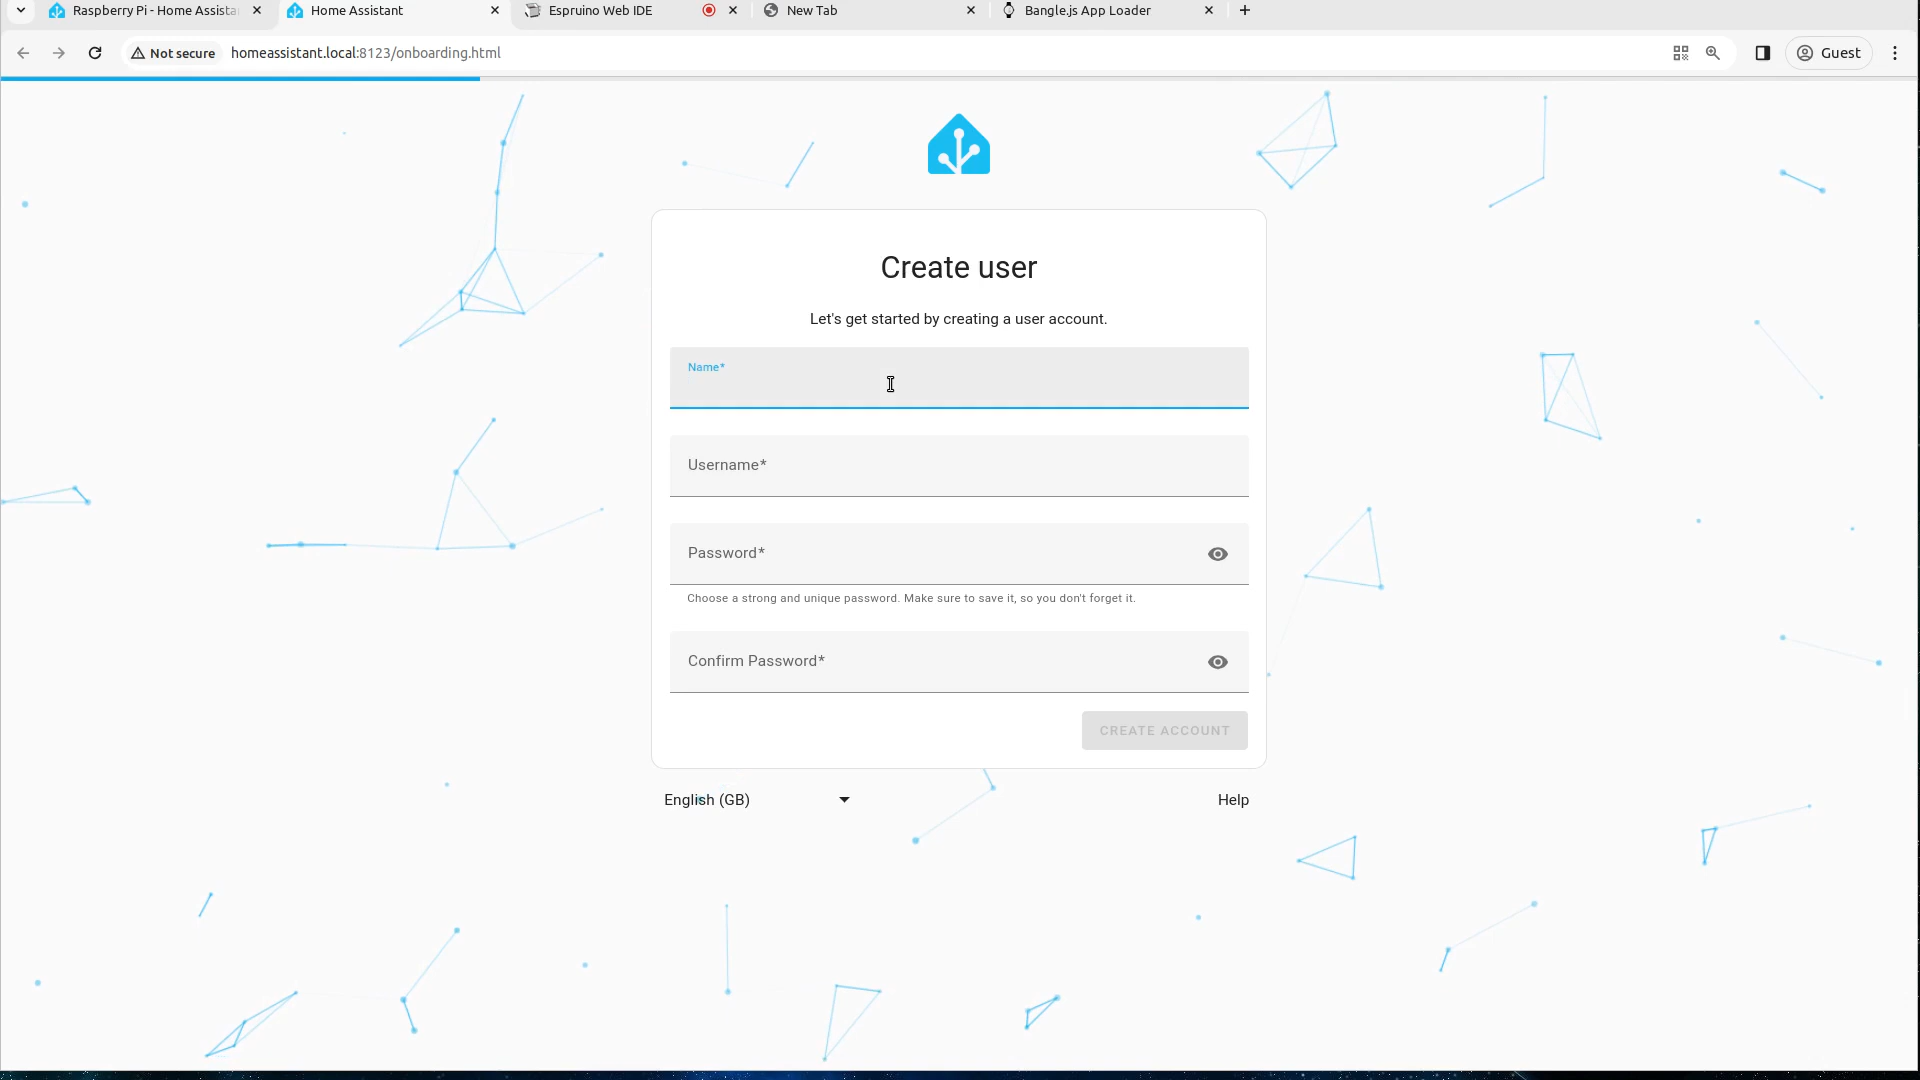 Raspberry Pi - Home Assista
Home Assistant
Espruino Web IDE
New Tab
Bangle.js App Loader
Not secure
homeassistant.local:8123/onboarding.html
Guest
Create user
Let's get started by creating a user account.
Name*
Username*
Password*
Choose a strong and unique password. Make sure to save it, so you don't forget it.
Confirm Password*
CREATE ACCOUNT
English (GB)
Help